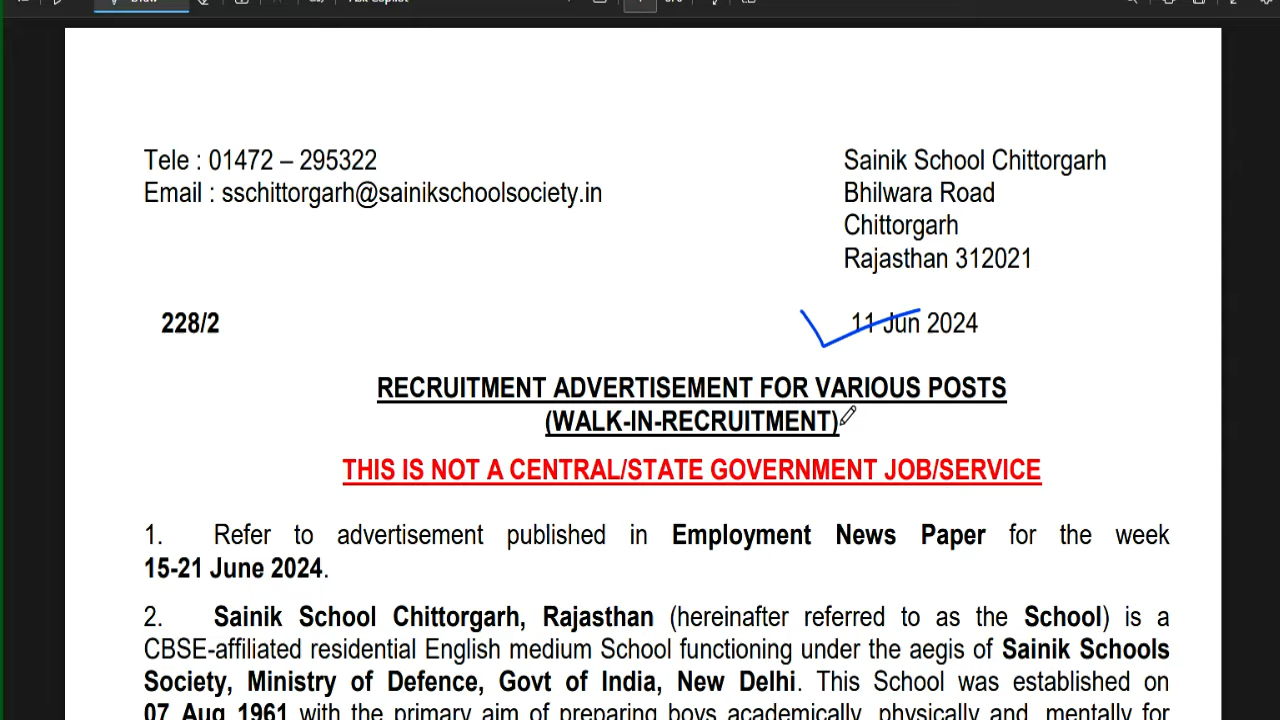 Tele : 01472 – 295322
Email : sschittorgarh@sainikschoolsociety.in
Sainik School Chittorgarh
Bhilwara Road
Chittorgarh
Rajasthan 312021
228/2
11 Jun 2024
RECRUITMENT ADVERTISEMENT FOR VARIOUS POSTS
(WALK-IN-RECRUITMENT)
THIS IS NOT A CENTRAL/STATE GOVERNMENT JOB/SERVICE
1. Refer to advertisement published in Employment News Paper for the week
15-21 June 2024.
2. Sainik School Chittorgarh, Rajasthan (hereinafter referred to as the School) is a
CBSE-affiliated residential English medium School functioning under the aegis of Sainik Schools
Society, Ministry of Defence, Govt of India, New Delhi. This School was established on
07 Aug 1961 with the primary aim of preparing boys academically, physically and mentally for